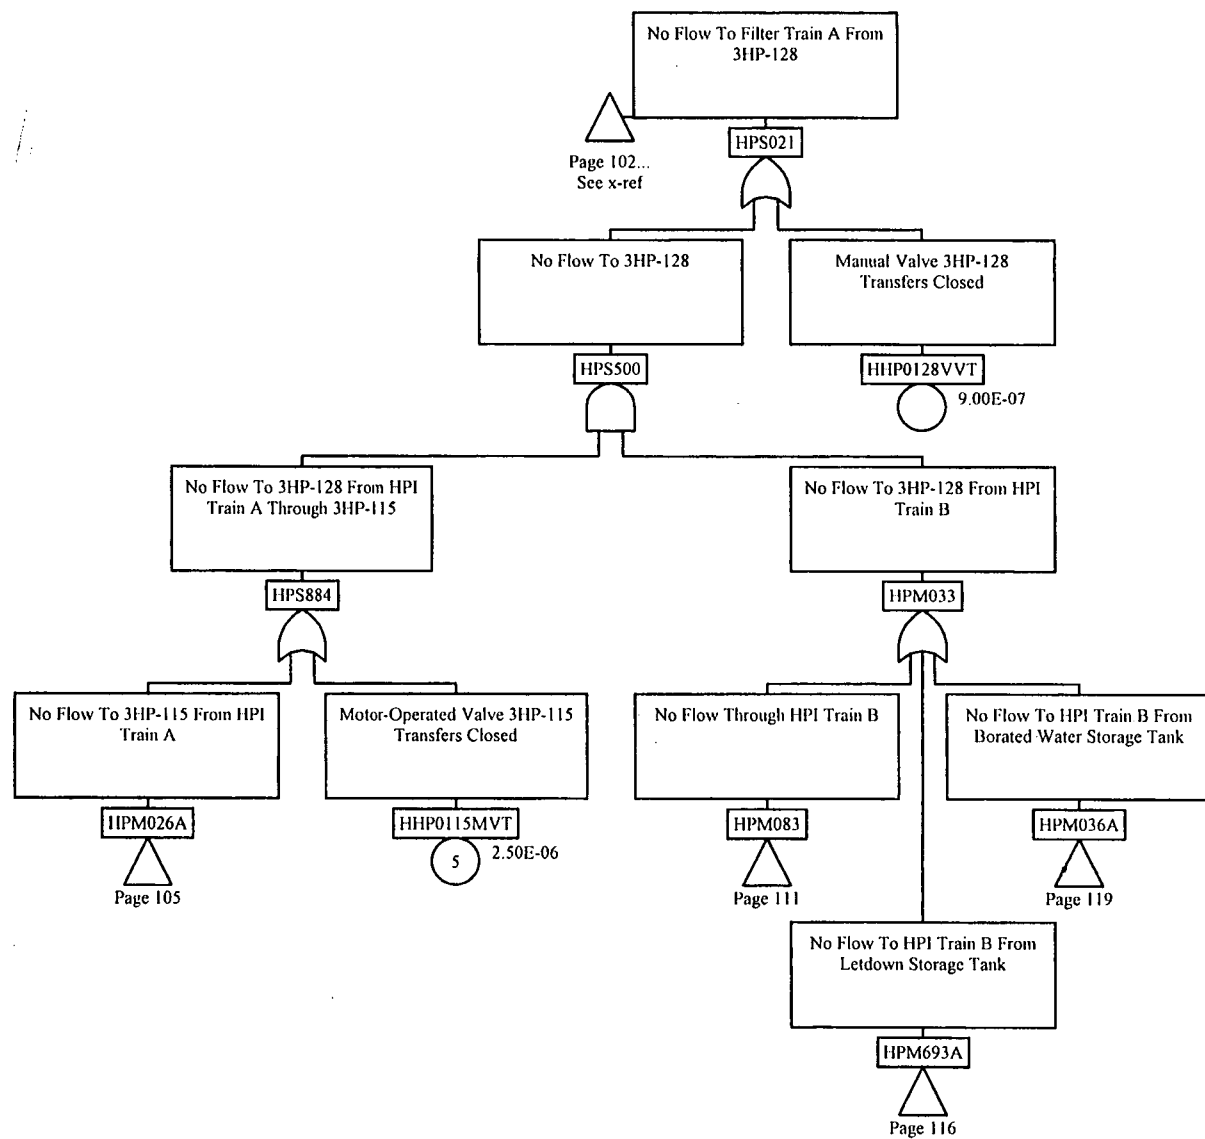 No Flow To Filter Train A From
3HP-128
HPS021
Page 102...
See x-ref
No Flow To 3HP-128
HPS500
Manual Valve 3HP-128
Transfers Closed
HHP0128VVT
9.00E-07
No Flow To 3HP-128 From HPI
Train A Through 3HP-115
HPS884
No Flow To 3HP-128 From HPI
Train B
HPM033
No Flow To 3HP-115 From HPI
Train A
HPM026A
Page 105
Motor-Operated Valve 3HP-115
Transfers Closed
HHP0115MVT
5
2.50E-06
No Flow Through HPI Train B
HPM083
Page 111
No Flow To HPI Train B From
Borated Water Storage Tank
HPM036A
Page 119
No Flow To HPI Train B From
Letdown Storage Tank
HPM693A
Page 116